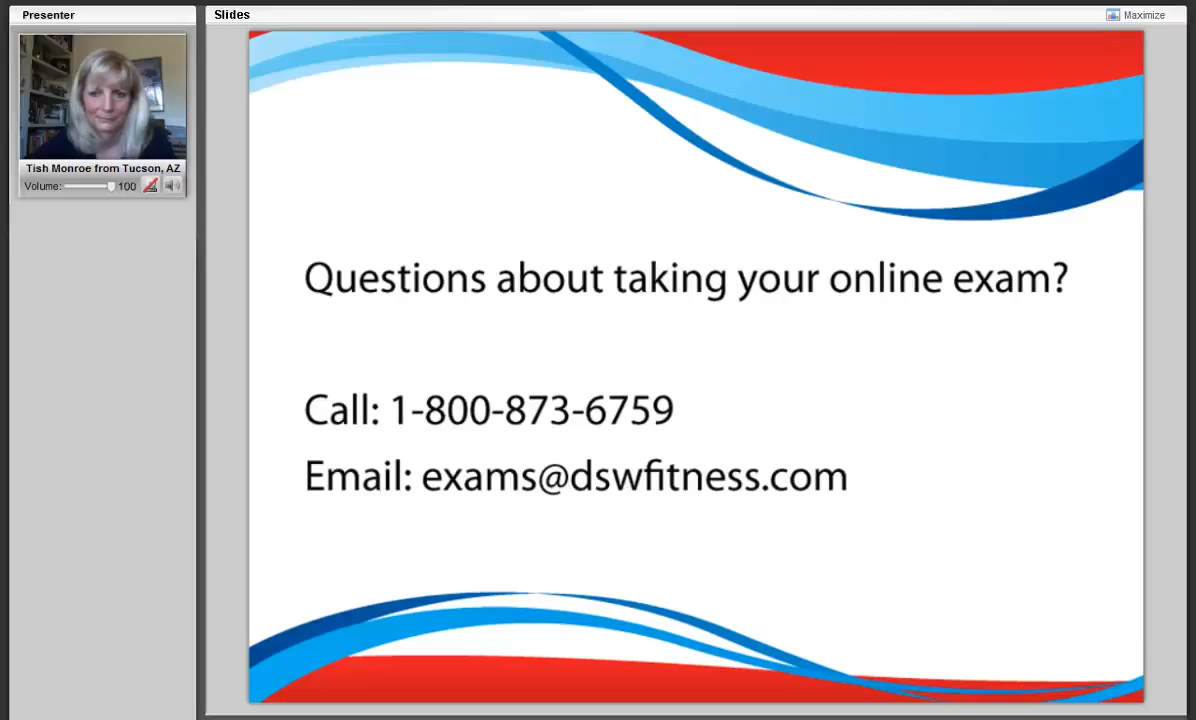 Presenter
Slides
Maximize
Tish Monroe from Tucson, AZ
Volume: 100
Questions about taking your online exam?
Call: 1-800-873-6759
Email: exams@dswfitness.com